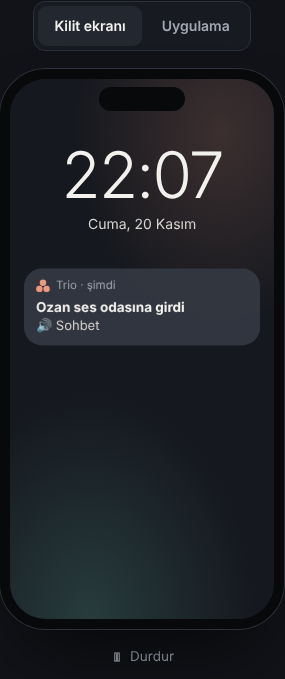 Kilit ekranı
Uygulama
22:07
Cuma, 20 Kasım
Trio · şimdi
Ozan ses odasına girdi
🔊 Sohbet
Durdur